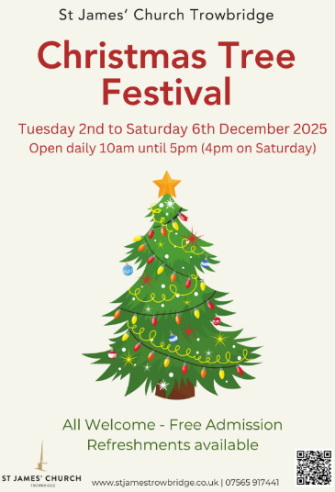 St James' Church Trowbridge
Christmas Tree
Festival
Tuesday 2nd to Saturday 6th December 2025
Open daily 10am until 5pm (4pm on Saturday)
All Welcome - Free Admission
Refreshments available
ST JAMES' CHURCH
TROWBRIDGE
www.stjamestrowbridge.co.uk | 07565 917441